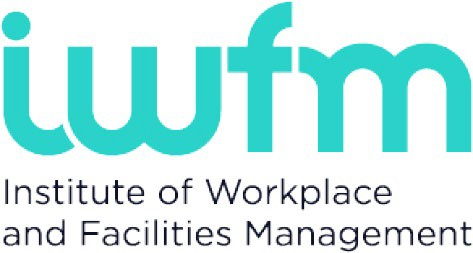 iwfm
Institute of Workplace
and Facilities Management